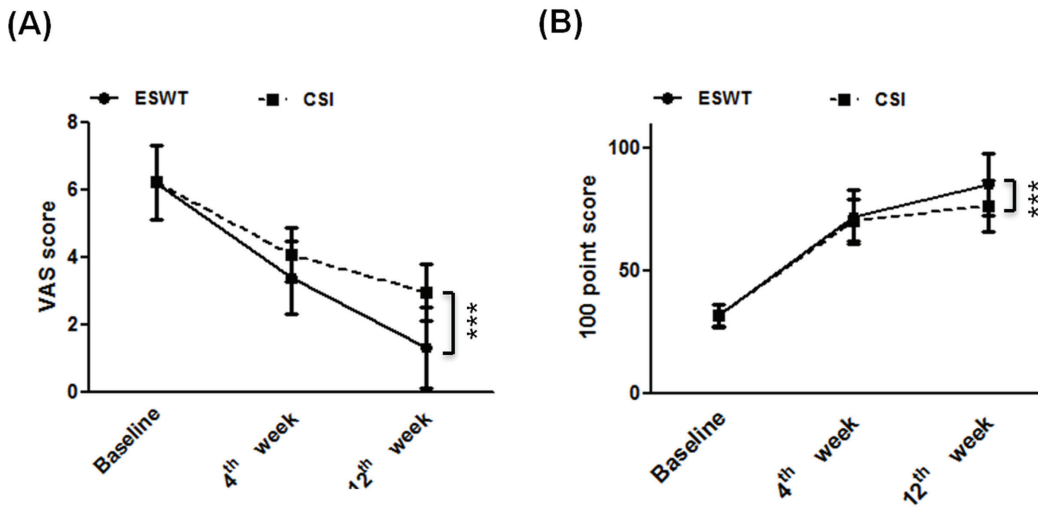 (A)
ESWT CSI
8
6
4
2
0
VAS score
***
Baseline
4th week
12th week
(B)
ESWT CSI
100
50
0
100 point score
***
Baseline
4th week
12th week